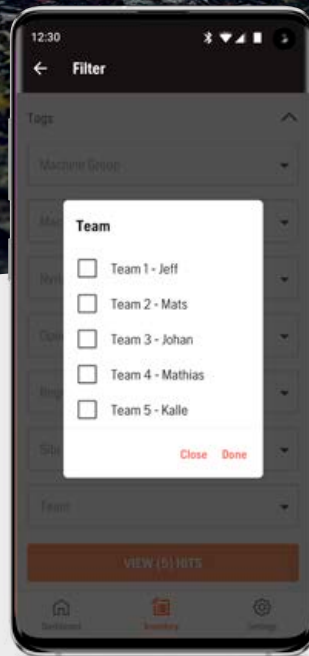 12:30
Filter
Tags
Machine Group
Team
Team 1 - Jeff
Team 2 - Mats
Team 3 - Johan
Team 4 - Mathias
Team 5 - Kalle
Close Done
Team
VIEW (5) HITS
Dashboard Inventory Settings